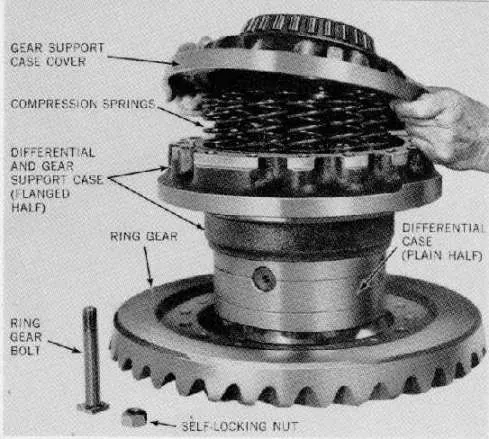 GEAR SUPPORT
CASE COVER
COMPRESSION SPRINGS
DIFFERENTIAL
AND GEAR
SUPPORT CASE
(FLANGED
HALF)
RING GEAR
DIFFERENTIAL
CASE
(PLAIN HALF)
RING
GEAR
BOLT
SELF-LOCKING NUT